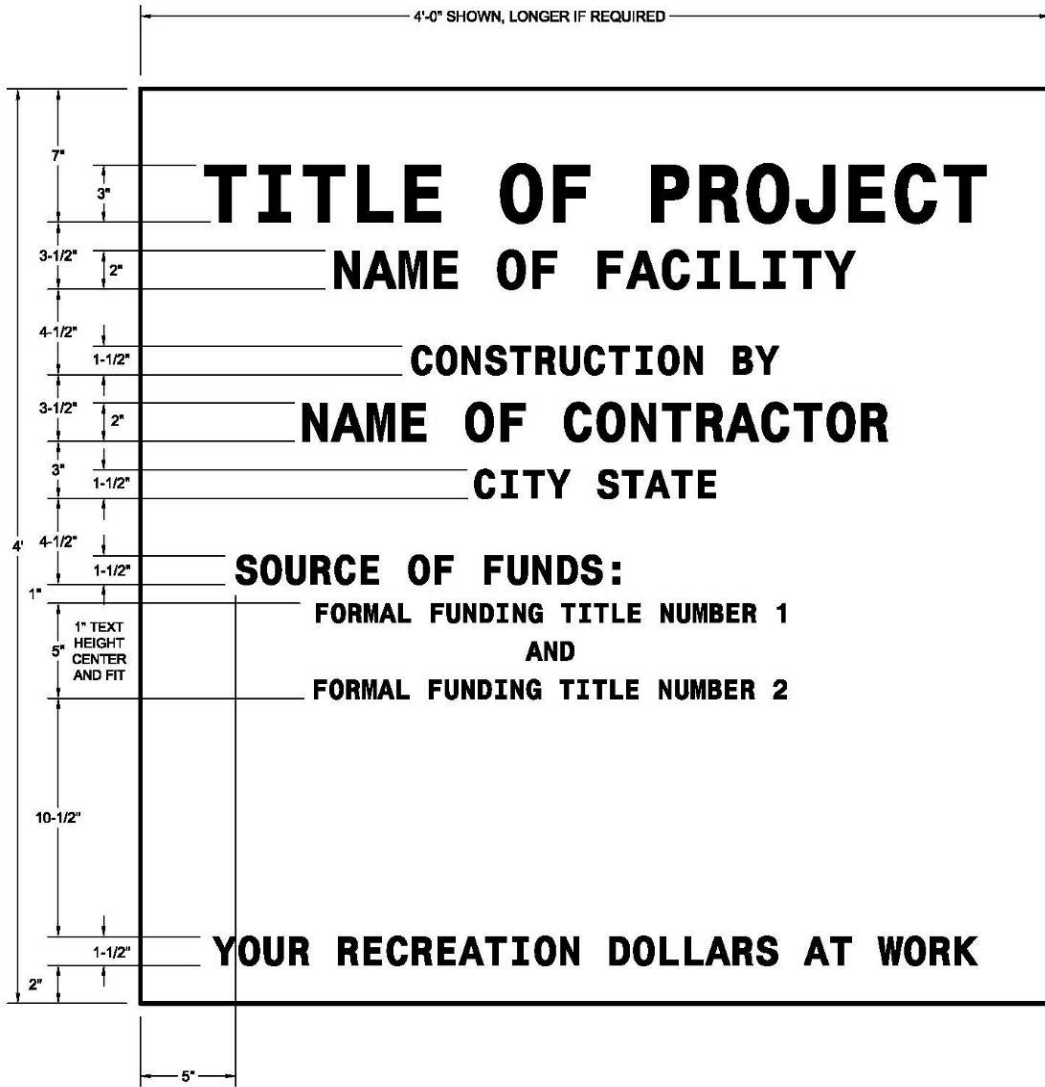 4'-0" SHOWN, LONGER IF REQUIRED
7"
3"
TITLE OF PROJECT
3-1/2"
2"
NAME OF FACILITY
4-1/2"
1-1/2"
CONSTRUCTION BY
3-1/2"
2"
NAME OF CONTRACTOR
3"
1-1/2"
CITY STATE
4'
4-1/2"
1-1/2"
SOURCE OF FUNDS:
1"
5"
1" TEXT
HEIGHT
CENTER
AND FIT
FORMAL FUNDING TITLE NUMBER 1
AND
FORMAL FUNDING TITLE NUMBER 2
10-1/2"
1-1/2"
YOUR RECREATION DOLLARS AT WORK
2"
5"